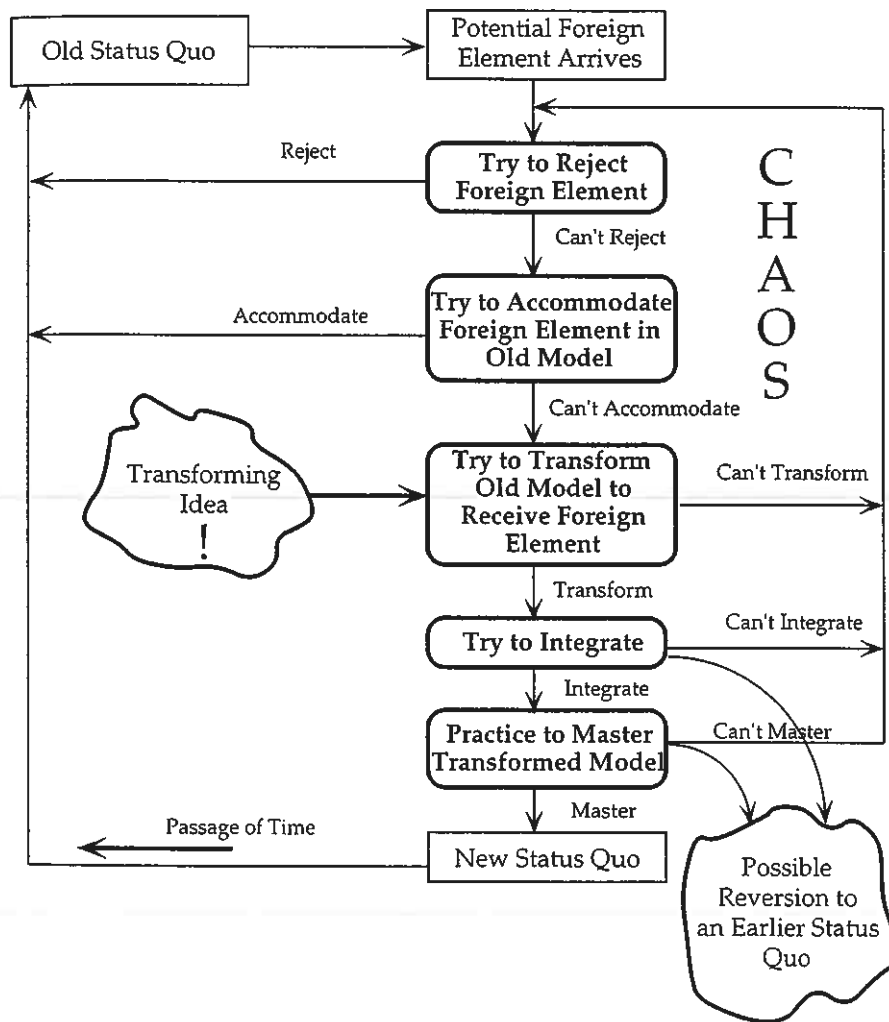 Old Status Quo
Potential Foreign
Element Arrives
Reject
Try to Reject
Foreign Element
Can't Reject
C
H
A
O
S
Accommodate
Try to Accommodate
Foreign Element in
Old Model
Can't Accommodate
Transforming
Idea
!
Try to Transform
Old Model to
Receive Foreign
Element
Can't Transform
Transform
Try to Integrate
Can't Integrate
Integrate
Practice to Master
Transformed Model
Can't Master
Master
Passage of Time
New Status Quo
Possible
Reversion to
an Earlier Status
Quo